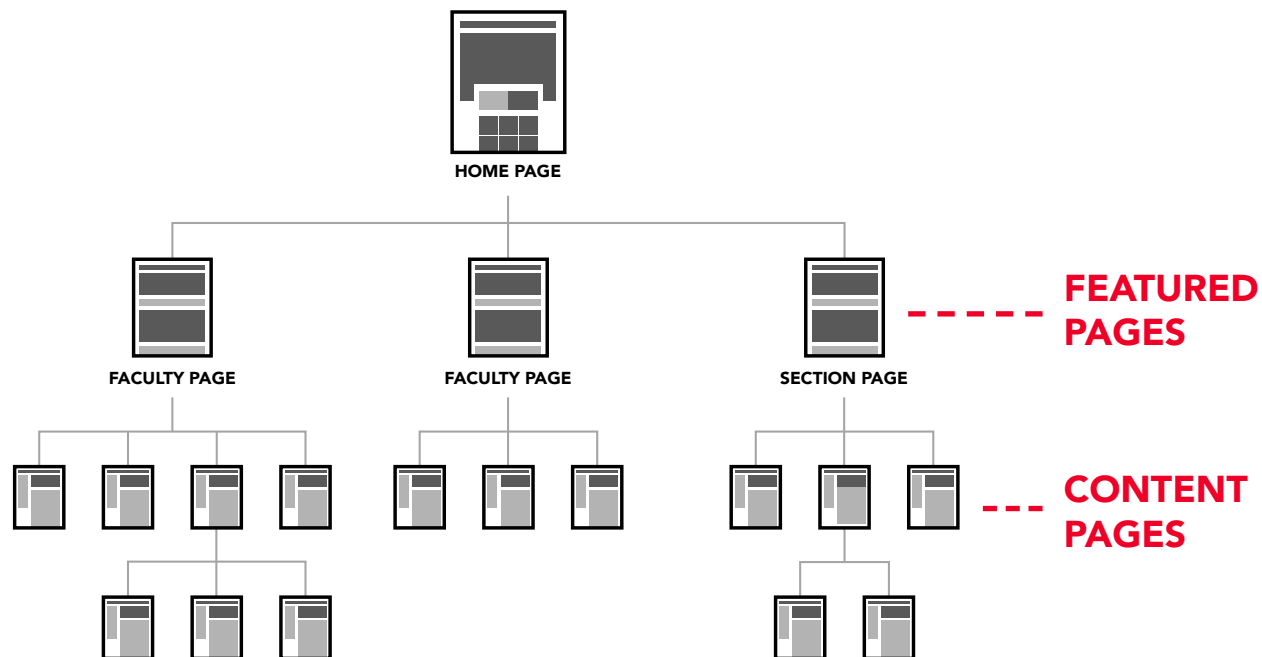 HOME PAGE
FEATURED
PAGES
FACULTY PAGE
FACULTY PAGE
SECTION PAGE
CONTENT
PAGES